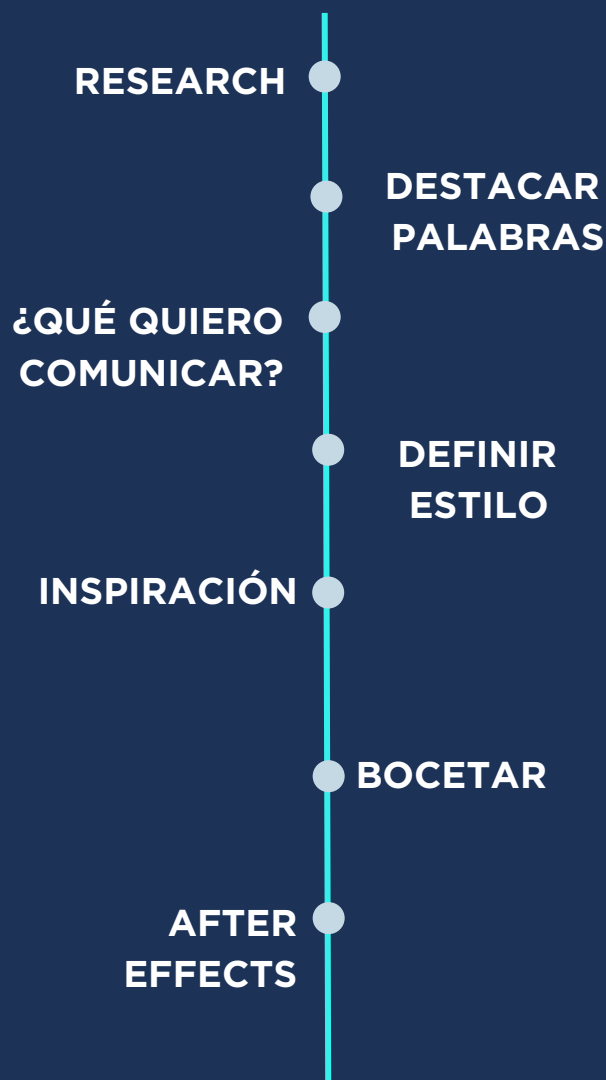 RESEARCH
DESTACAR
PALABRAS
¿QUÉ QUIERO
COMUNICAR?
DEFINIR
ESTILO
INSPIRACIÓN
BOCETAR
AFTER
EFFECTS